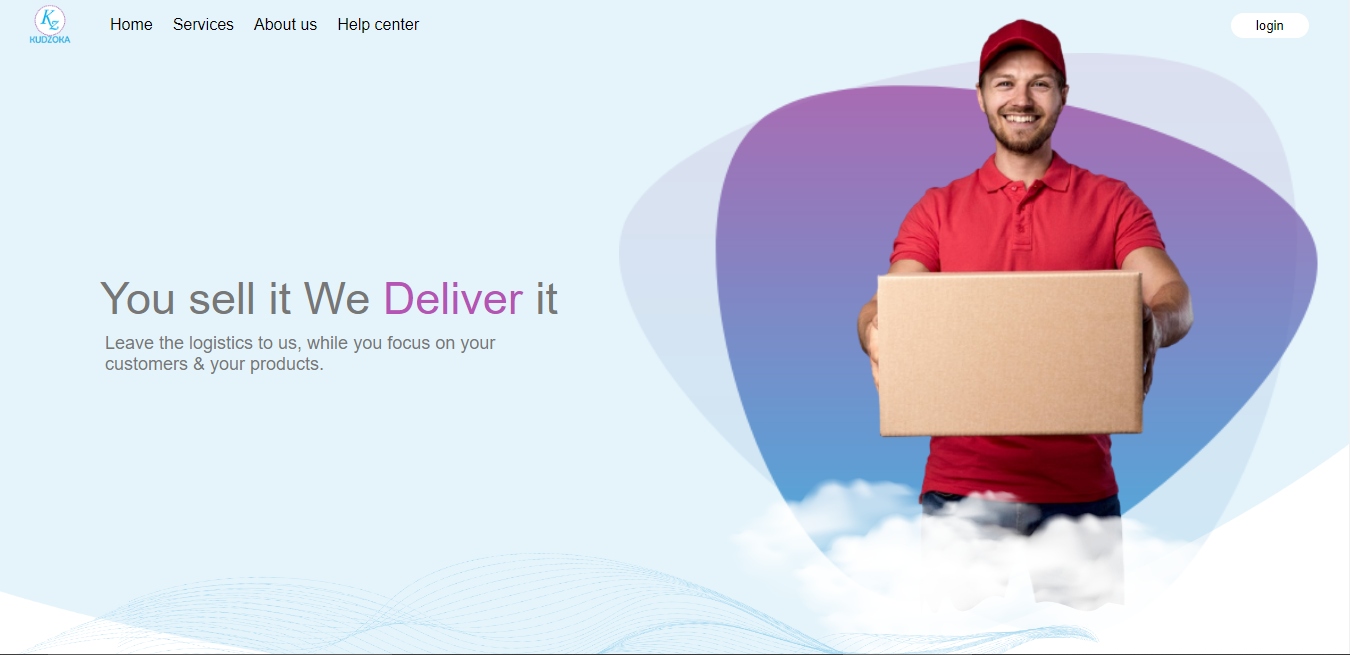 Kz
KUDZOKA
Home Services About us Help center
login
You sell it We Deliver it
Leave the logistics to us, while you focus on your
customers & your products.